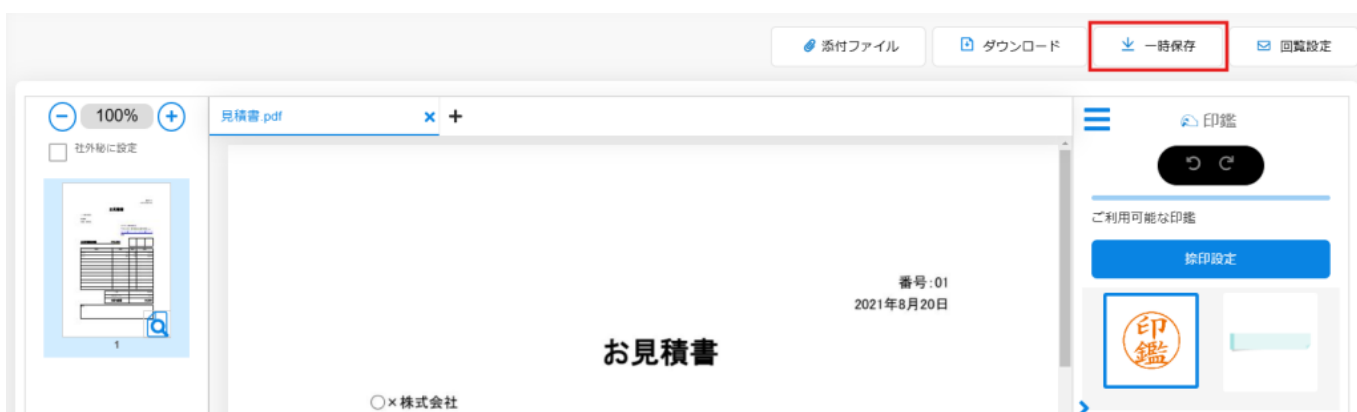 添付ファイル
ダウンロード
一時保存
回覧設定
100%
社外秘に設定
1
見積書.pdf
番号:01
2021年8月20日
お見積書
○×株式会社
印鑑
ご利用可能な印鑑
捺印設定
印鑑